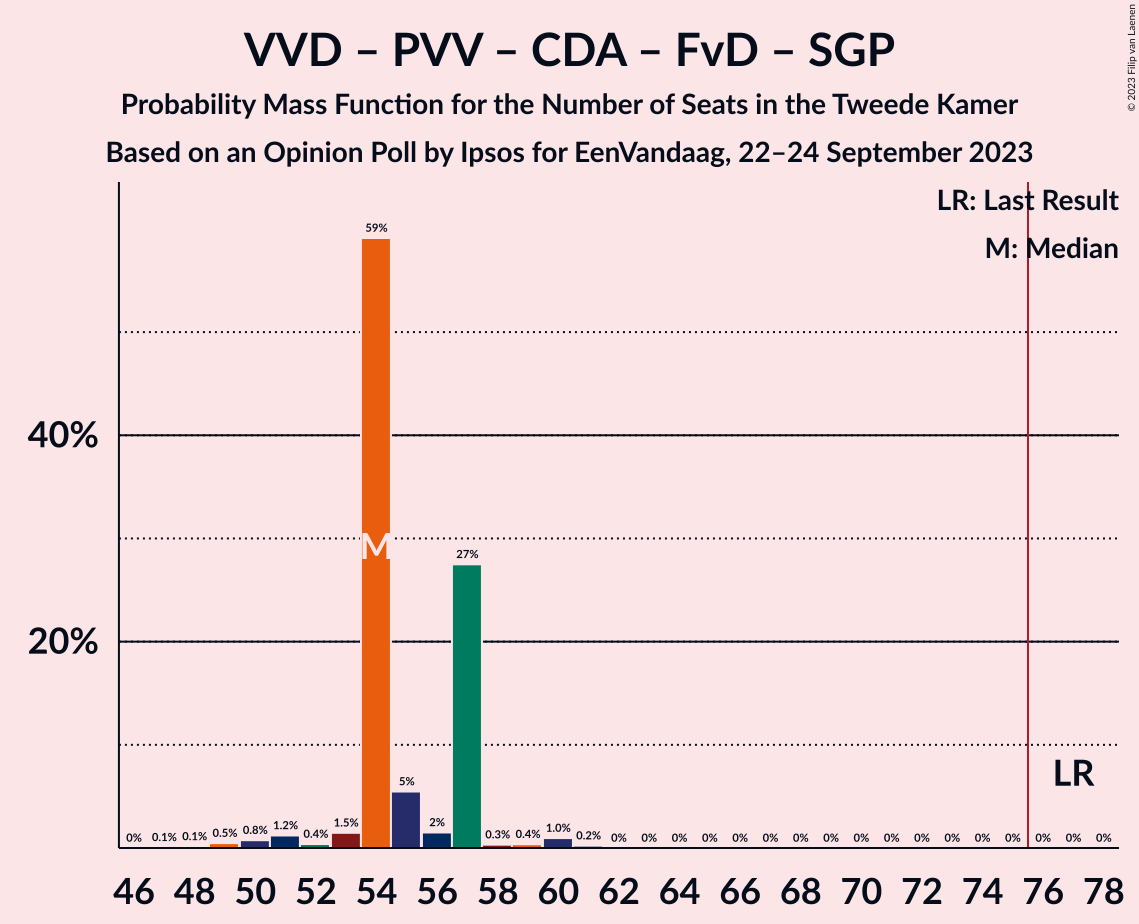 VVD – PVV – CDA – FvD – SGP
Probability Mass Function for the Number of Seats in the Tweede Kamer
Based on an Opinion Poll by Ipsos for EenVandaag, 22–24 September 2023
© 2023 Filip van Laenen
LR: Last Result
M: Median
59%
40%
M
27%
20%
LR
0% 0.1% 0.1% 0.5% 0.8% 1.2% 0.4% 1.5% 5% 2% 0.3% 0.4% 1.0% 0.2% 0% 0% 0% 0% 0% 0% 0% 0% 0% 0% 0% 0% 0% 0% 0% 0% 0%
46 48 50 52 54 56 58 60 62 64 66 68 70 72 74 76 78